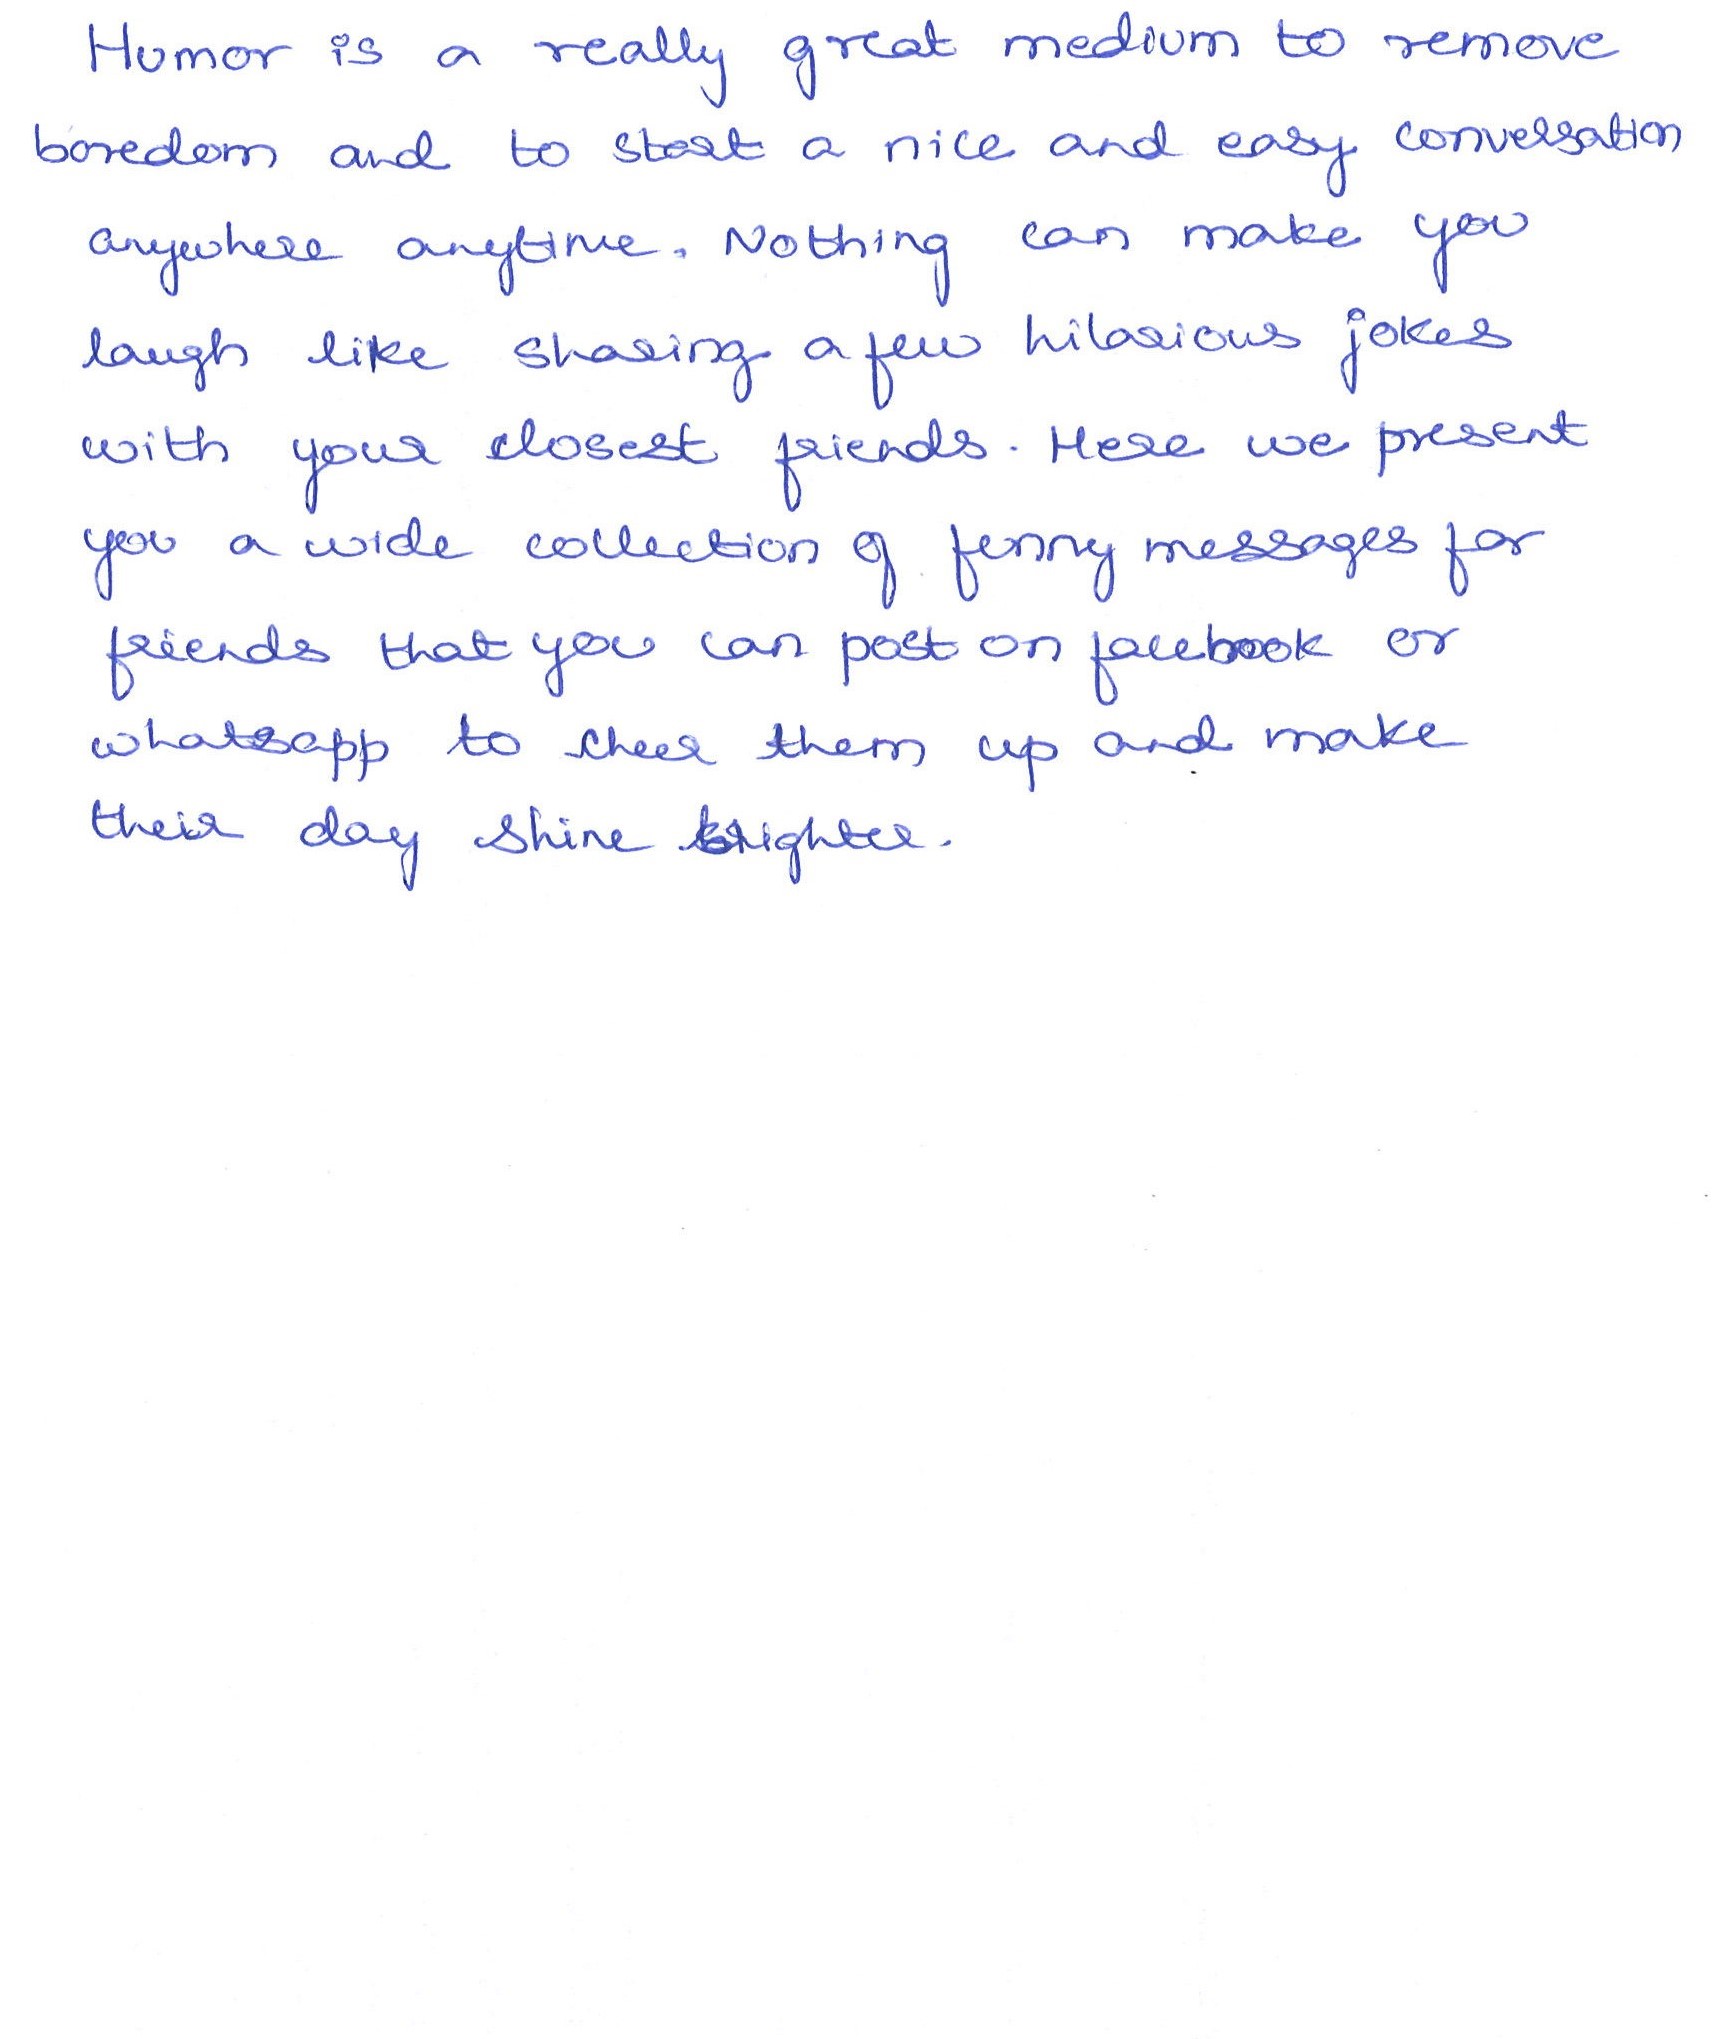 Humor is a really great medium to remove
boredom and to start a nice and easy conversation
anywhere anytime. Nothing can make you
laugh like sharing a few hilarious jokes
with your closest friends. Here we present
you a wide collection of funny messages for
friends that you can post on facebook or
whatsapp to cheer them up and make
their day shine brighter.